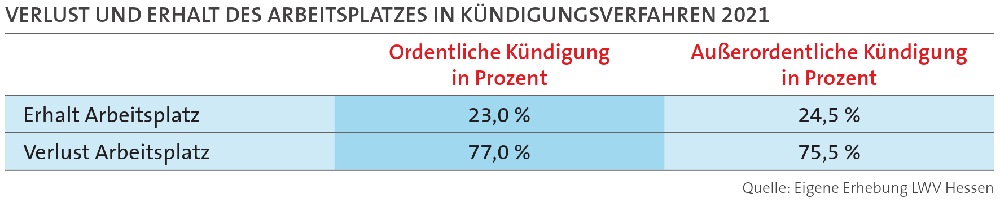 VERLUST UND ERHALT DES ARBEITSPLATZES IN KÜNDIGUNGSVERFAHREN 2021
Ordentliche Kündigung Außerordentliche Kündigung
in Prozent in Prozent
Erhalt Arbeitsplatz 23,0 % 24,5 %
Verlust Arbeitsplatz 77,0 % 75,5 %
Quelle: Eigene Erhebung LWV Hessen